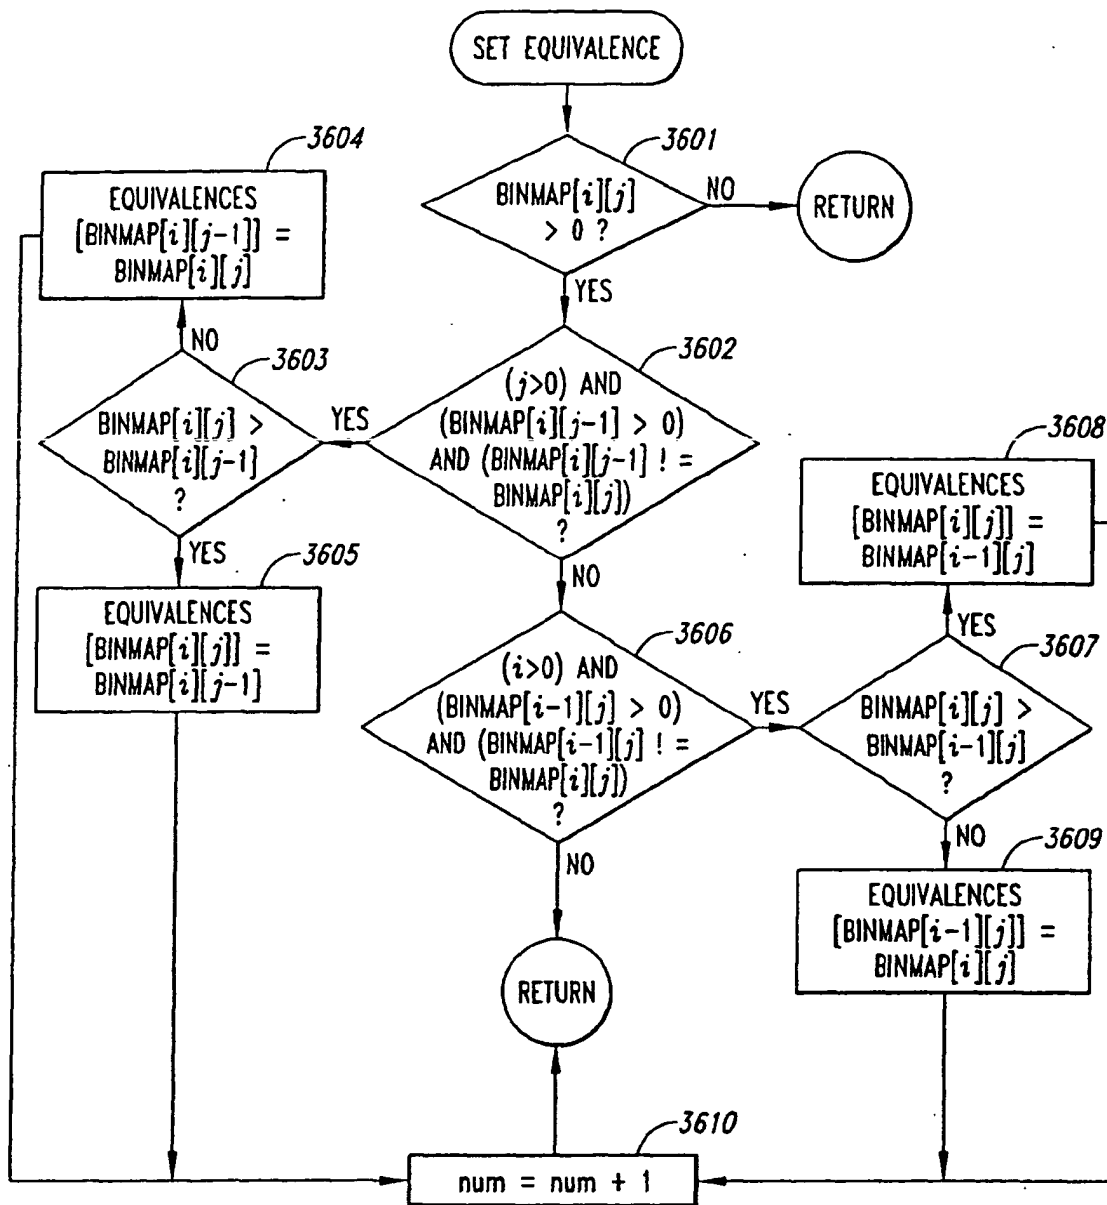 SET EQUIVALENCE
3601
BINMAP[i][j]
> 0 ?
NO
RETURN
YES
3602
(j>0) AND
(BINMAP[i][j-1] > 0)
AND (BINMAP[i][j-1] ! =
BINMAP[i][j])
?
YES
NO
3603
BINMAP[i][j] >
BINMAP[i][j-1]
?
NO
YES
3604
EQUIVALENCES
[BINMAP[i][j-1]] =
BINMAP[i][j]
3605
EQUIVALENCES
[BINMAP[i][j]] =
BINMAP[i][j-1]
3606
(i>0) AND
(BINMAP[i-1][j] > 0)
AND (BINMAP[i-1][j] ! =
BINMAP[i][j])
?
YES
NO
3607
BINMAP[i][j] >
BINMAP[i-1][j]
?
YES
NO
3608
EQUIVALENCES
[BINMAP[i][j]] =
BINMAP[i-1][j]
3609
EQUIVALENCES
[BINMAP[i-1][j]] =
BINMAP[i][j]
RETURN
3610
num = num + 1